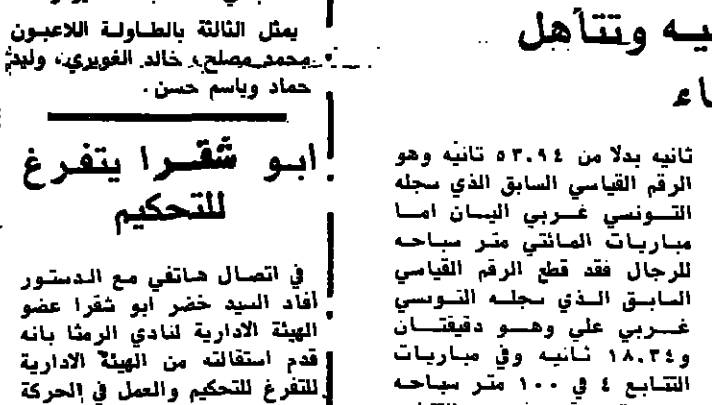 يمثل الثالثة بالطاولة اللاعبون
محمد مصلح، خالد الغويري، وليد
حماد وباسم حسن.
ابو شقرا يتفرغ
للتحكيم
في اتصال هاتفي مع الدستور
أفاد السيد خضر ابو شقرا عضو
الهيئة الادارية لنادي الرمثا بانه
قدم استقالته من الهيئة الادارية
للتفرغ للتحكيم والعمل في الحركة
يه وتتأهل
اء
ثانيه بدلا من ٥٣.٩٤ ثانيه وهو
الرقم القياسي السابق الذي سجله
التونسي غربي اليان اما
مباريات المائتي متر سباحه
للرجال فقد قطع الرقم القياسي
السابق الذي سجله التونسي
غربي علي وهو دقيقتان
و١٨.٣٤ ثانيه وفي مباريات
التتابع ٤ في ١٠٠ متر سباحه